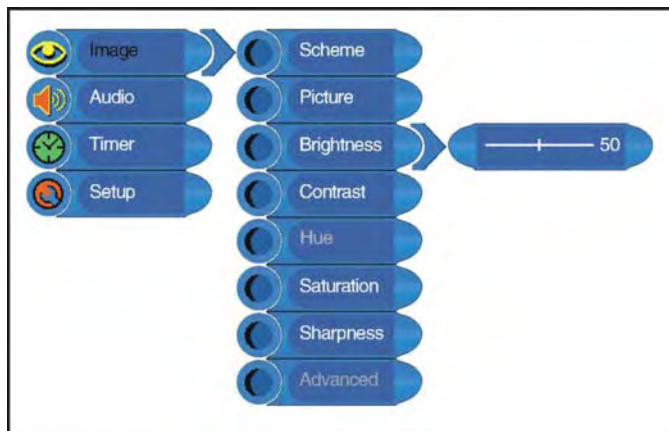 Image
Audio
Timer
Setup
Scheme
Picture
Brightness
Contrast
Hue
Saturation
Sharpness
Advanced
50